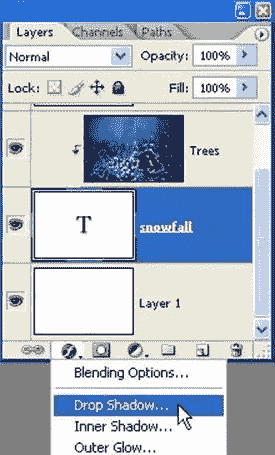 Layers Channels Paths
Normal Opacity: 100%
Lock: Fill: 100%
Trees
T
snowfall
Layer 1
Blending Options...
Drop Shadow...
Inner Shadow...
Outer Glow...